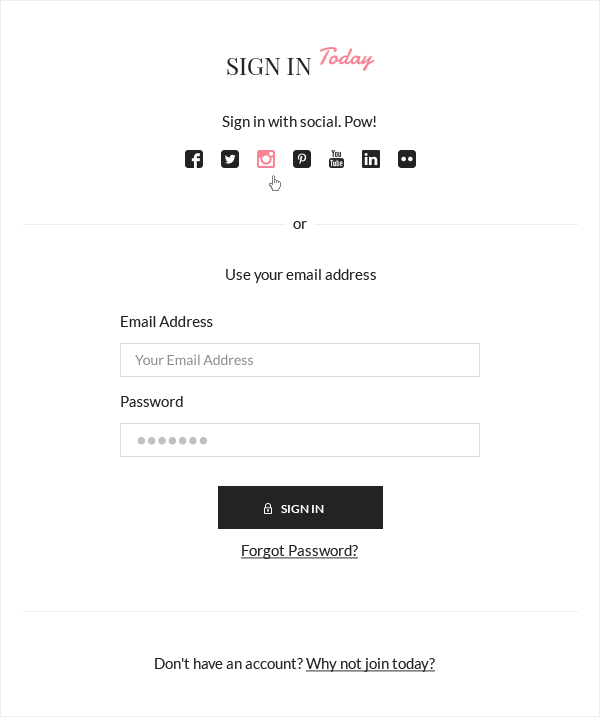 SIGN IN Today
Sign in with social. Pow!
You
Tube
or
Use your email address
Email Address
Your Email Address
Password
SIGN IN
Forgot Password?
Don't have an account? Why not join today?